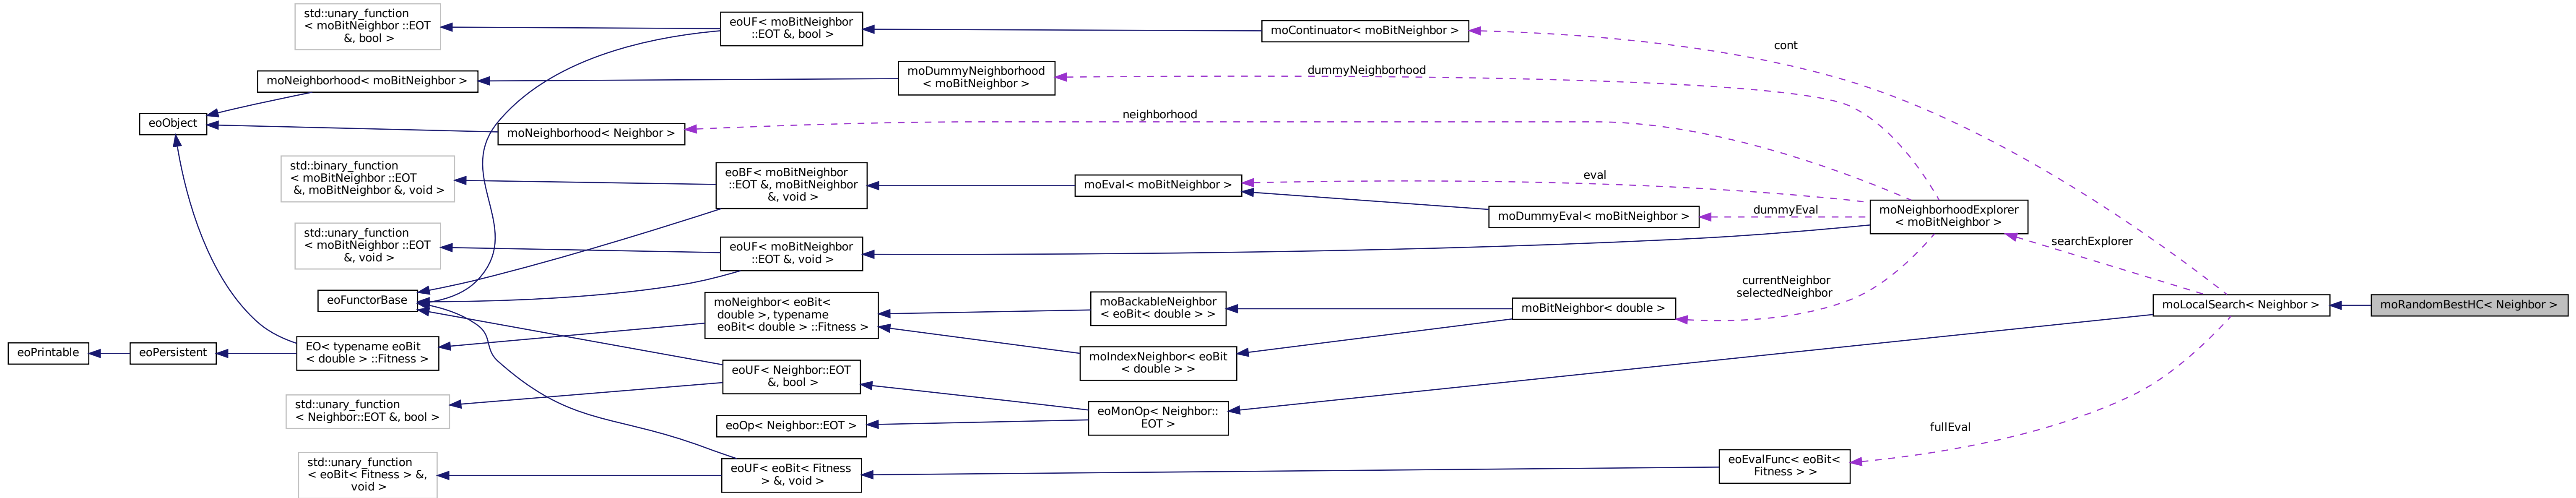 std::unary_function
< moBitNeighbor ::EOT
&, bool >
eoUF< moBitNeighbor
::EOT &, bool >
moContinuator< moBitNeighbor >
cont
moNeighborhood< moBitNeighbor >
moDummyNeighborhood
< moBitNeighbor >
dummyNeighborhood
eoObject
moNeighborhood< Neighbor >
neighborhood
std::binary_function
< moBitNeighbor ::EOT
&, moBitNeighbor &, void >
eoBF< moBitNeighbor
::EOT &, moBitNeighbor
&, void >
moEval< moBitNeighbor >
eval
moDummyEval< moBitNeighbor >
dummyEval
moNeighborhoodExplorer
< moBitNeighbor >
searchExplorer
std::unary_function
< moBitNeighbor ::EOT
&, void >
eoUF< moBitNeighbor
::EOT &, void >
currentNeighbor
selectedNeighbor
eoFunctorBase
moNeighbor< eoBit<
double >, typename
eoBit< double > ::Fitness >
moBackableNeighbor
< eoBit< double > >
moBitNeighbor< double >
moLocalSearch< Neighbor >
moRandomBestHC< Neighbor >
eoPrintable
eoPersistent
EO< typename eoBit
< double > ::Fitness >
moIndexNeighbor< eoBit
< double > >
eoUF< Neighbor::EOT
&, bool >
std::unary_function
< Neighbor::EOT &, bool >
eoOp< Neighbor::EOT >
eoMonOp< Neighbor::
EOT >
fullEval
std::unary_function
< eoBit< Fitness > &,
void >
eoUF< eoBit< Fitness
> &, void >
eoEvalFunc< eoBit<
Fitness > >